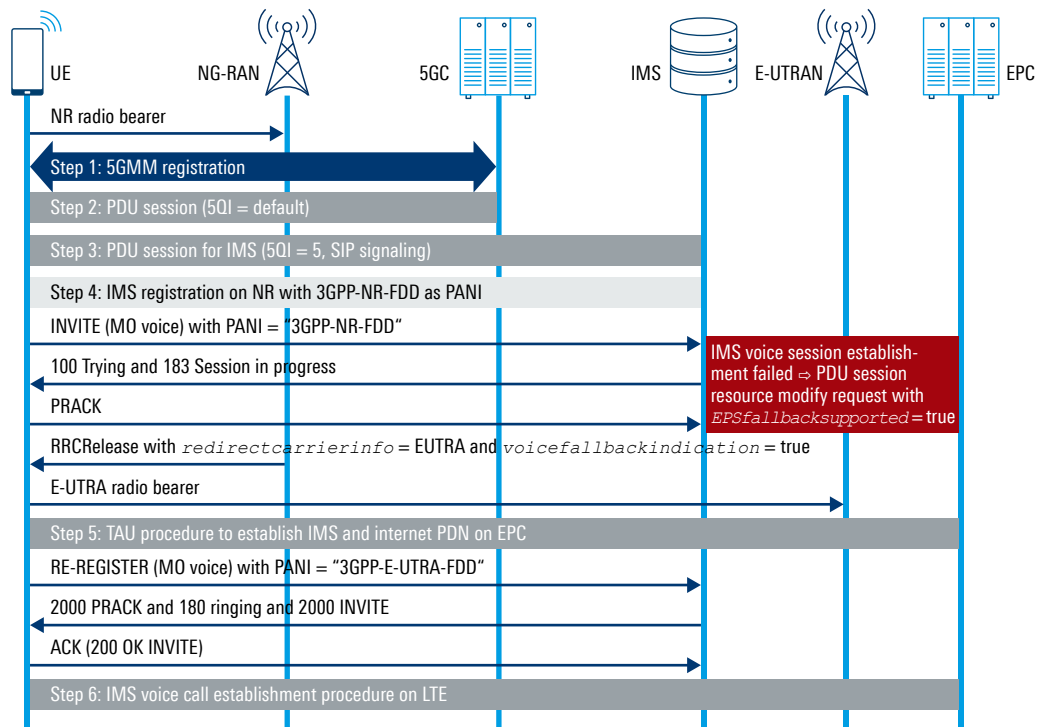 UE
NG-RAN
5GC
IMS
E-UTRAN
EPC
NR radio bearer
Step 1: 5GMM registration
Step 2: PDU session (5QI = default)
Step 3: PDU session for IMS (5QI = 5, SIP signaling)
Step 4: IMS registration on NR with 3GPP-NR-FDD as PANI
INVITE (MO voice) with PANI = “3GPP-NR-FDD“
IMS voice session establish-
ment failed ⇨ PDU session
resource modify request with
EPSfallbacksupported = true
100 Trying and 183 Session in progress
PRACK
RRCRelease with redirectcarrierinfo = EUTRA and voicefallbackindication = true
E-UTRA radio bearer
Step 5: TAU procedure to establish IMS and internet PDN on EPC
RE-REGISTER (MO voice) with PANI = “3GPP-E-UTRA-FDD“
2000 PRACK and 180 ringing and 2000 INVITE
ACK (200 OK INVITE)
Step 6: IMS voice call establishment procedure on LTE